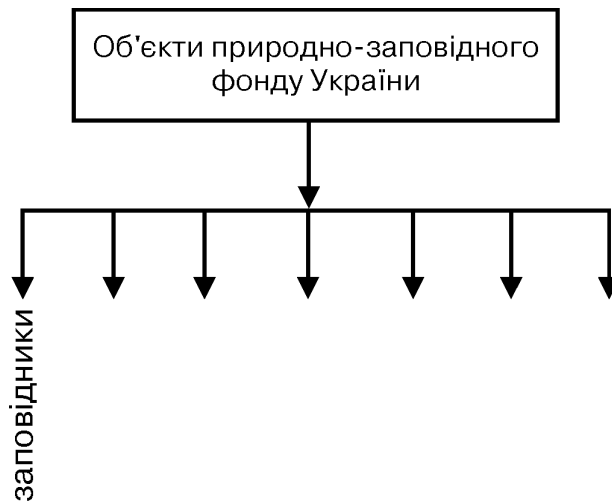 Об'єкти природно-заповідного
фонду України
заповідники